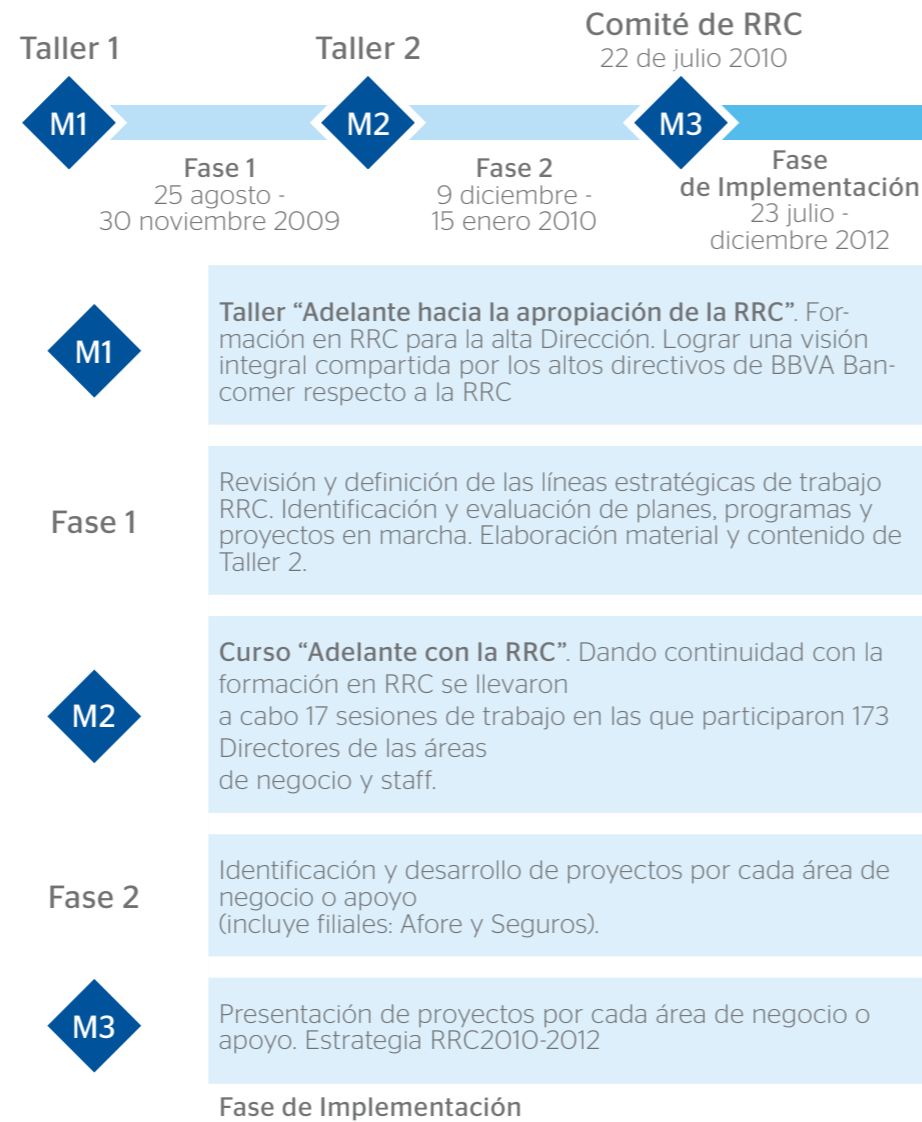 Taller 1
Taller 2
Comité de RRC
22 de julio 2010
M1
M2
M3
Fase 1
25 agosto -
30 noviembre 2009
Fase 2
9 diciembre -
15 enero 2010
Fase
de Implementación
23 julio -
diciembre 2012
M1
Taller “Adelante hacia la apropiación de la RRC”. For-
mación en RRC para la alta Dirección. Lograr una visión
integral compartida por los altos directivos de BBVA Ban-
comer respecto a la RRC
Fase 1
Revisión y definición de las líneas estratégicas de trabajo
RRC. Identificación y evaluación de planes, programas y
proyectos en marcha. Elaboración material y contenido de
Taller 2.
M2
Curso “Adelante con la RRC”. Dando continuidad con la
formación en RRC se llevaron
a cabo 17 sesiones de trabajo en las que participaron 173
Directores de las áreas
de negocio y staff.
Fase 2
Identificación y desarrollo de proyectos por cada área de
negocio o apoyo
(incluye filiales: Afore y Seguros).
M3
Presentación de proyectos por cada área de negocio o
apoyo. Estrategia RRC2010-2012
Fase de Implementación